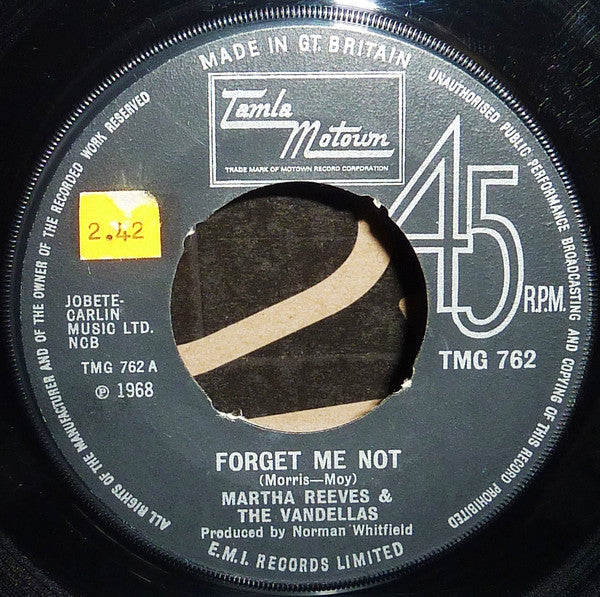 MADE IN GT. BRITAIN
UNAUTHORISED PUBLIC PERFORMANCE BROADCASTING AND COPYING OF THIS RECORD PROHIBITED
ALL RIGHTS OF THE MANUFACTURER AND OF THE OWNER OF THE RECORDED WORK RESERVED
Tamla
Motown
TRADE MARK OF MOTOWN RECORD CORPORATION
45
R.P.M.
2.42
JOBETE-
CARLIN
MUSIC LTD.
NCB
TMG 762 A
℗ 1968
TMG 762
FORGET ME NOT
(Morris—Moy)
MARTHA REEVES &
THE VANDELLAS
Produced by Norman Whitfield
E.M.I. RECORDS LIMITED